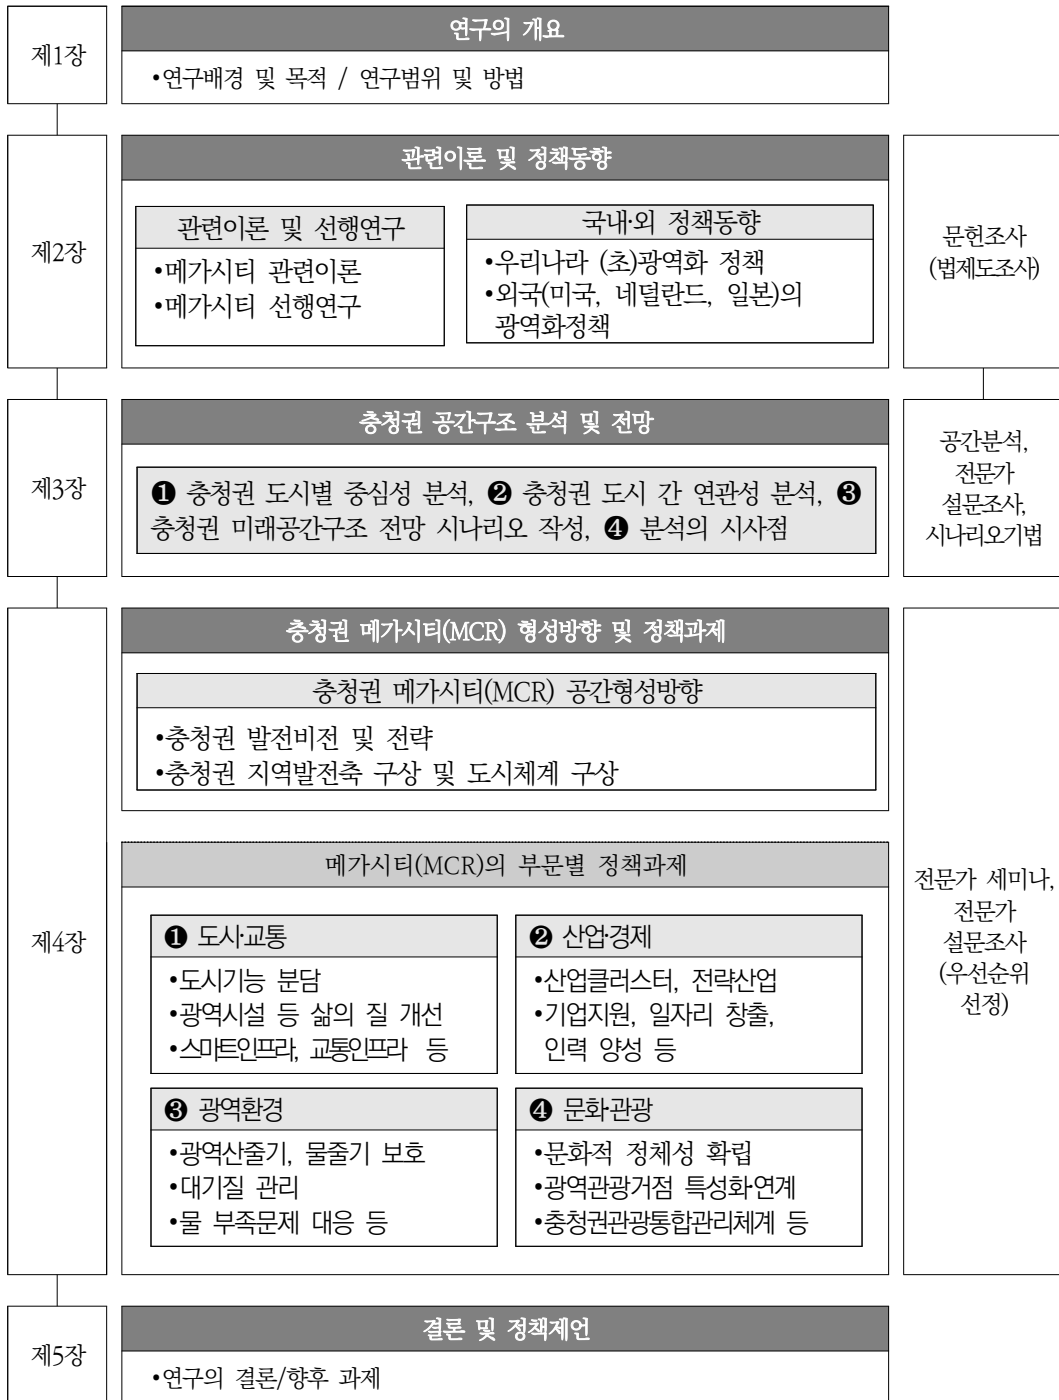 제1장
연구의 개요
•연구배경 및 목적 / 연구범위 및 방법
제2장
관련이론 및 정책동향
관련이론 및 선행연구
•메가시티 관련이론
•메가시티 선행연구
국내·외 정책동향
•우리나라 (초)광역화 정책
•외국(미국, 네덜란드, 일본)의
광역화정책
문헌조사
(법제도조사)
제3장
충청권 공간구조 분석 및 전망
❶ 충청권 도시별 중심성 분석, ❷ 충청권 도시 간 연관성 분석, ❸
충청권 미래공간구조 전망 시나리오 작성, ❹ 분석의 시사점
공간분석,
전문가
설문조사,
시나리오기법
제4장
충청권 메가시티(MCR) 형성방향 및 정책과제
충청권 메가시티(MCR) 공간형성방향
•충청권 발전비전 및 전략
•충청권 지역발전축 구상 및 도시체계 구상
메가시티(MCR)의 부문별 정책과제
❶ 도시·교통
•도시기능 분담
•광역시설 등 삶의 질 개선
•스마트인프라, 교통인프라 등
❷ 산업·경제
•산업클러스터, 전략산업
•기업지원, 일자리 창출,
인력 양성 등
❸ 광역환경
•광역산줄기, 물줄기 보호
•대기질 관리
•물 부족문제 대응 등
❹ 문화·관광
•문화적 정체성 확립
•광역관광거점 특성화·연계
•충청권관광통합관리체계 등
전문가 세미나,
전문가
설문조사
(우선순위
선정)
제5장
결론 및 정책제언
•연구의 결론/향후 과제